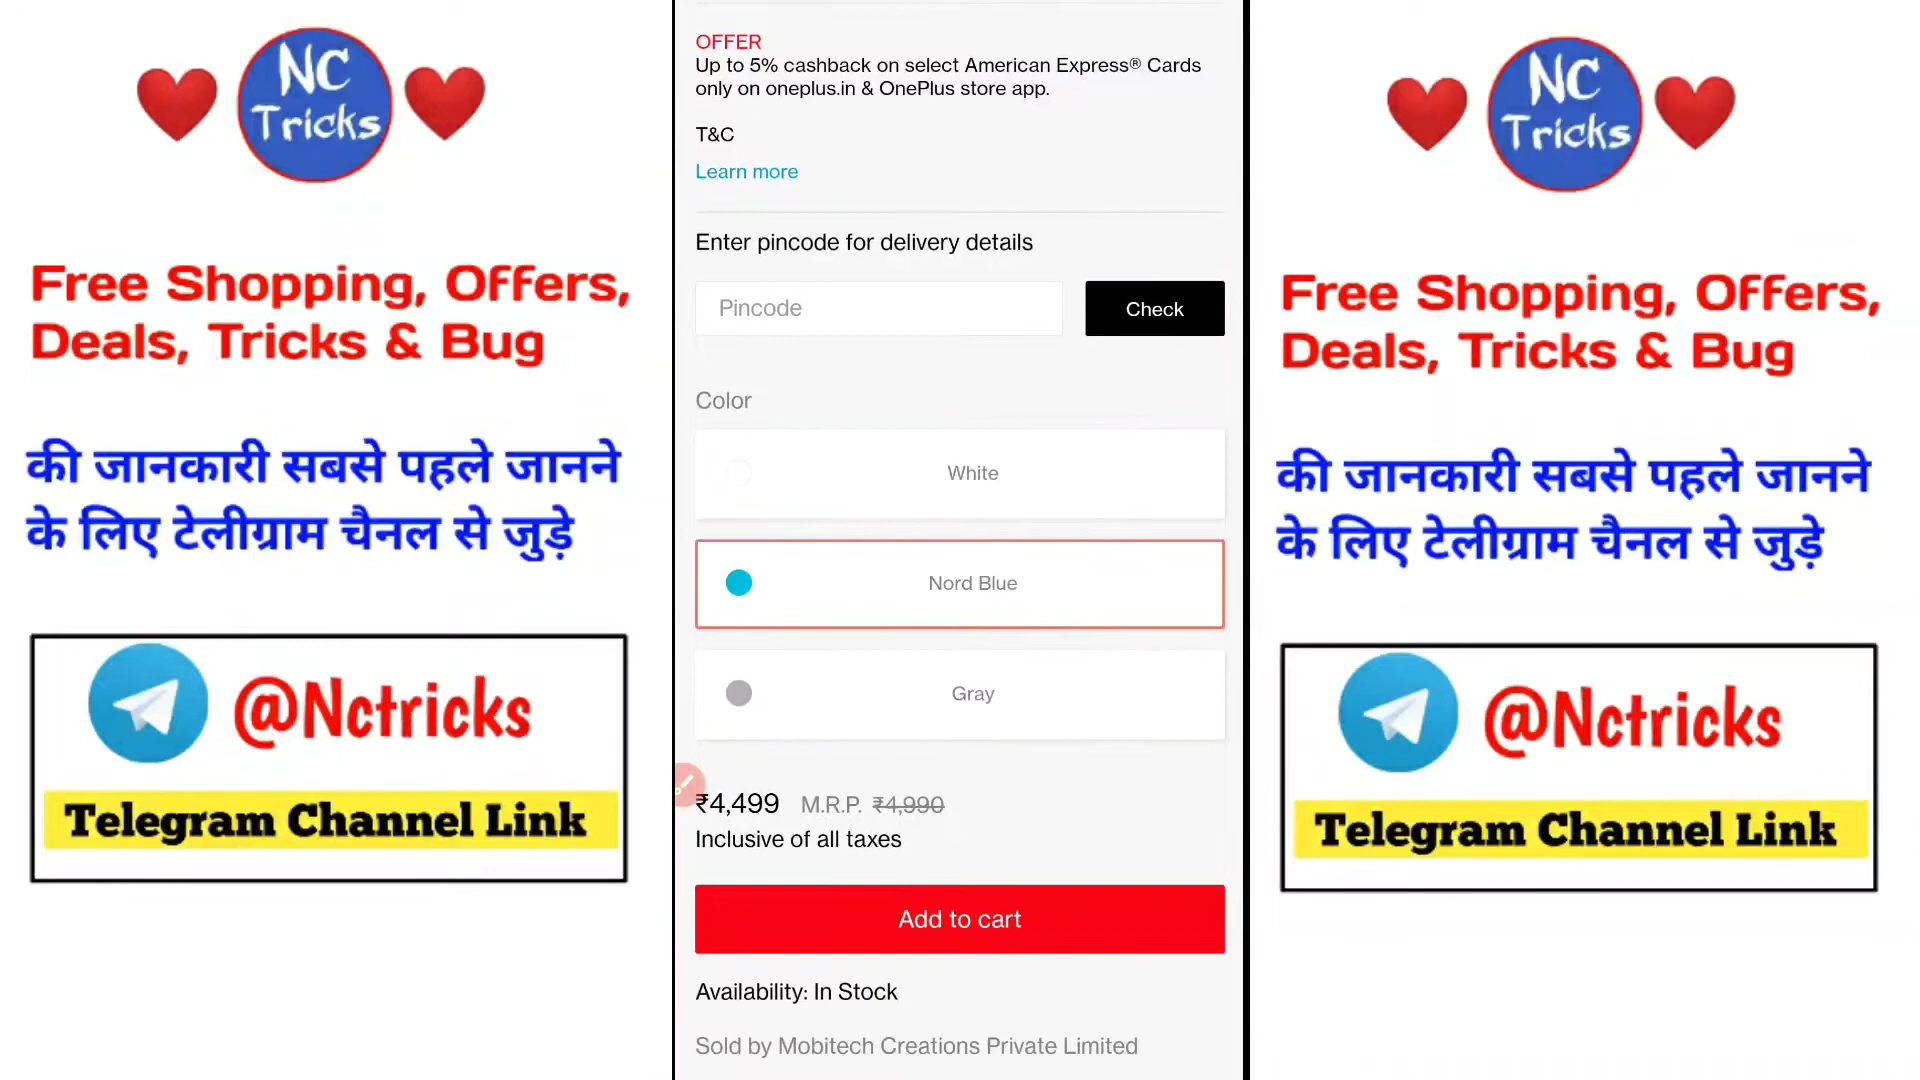 NC
Tricks
Free Shopping, Offers,
Deals, Tricks & Bug
की जानकारी सबसे पहले जानने
के लिए टेलीग्राम चैनल से जुड़े
@Nctricks
Telegram Channel Link
OFFER
Up to 5% cashback on select American Express® Cards
only on oneplus.in & OnePlus store app.
T&C
Learn more
Enter pincode for delivery details
Pincode
Check
Color
White
Nord Blue
Gray
₹4,499 M.R.P. ₹4,990
Inclusive of all taxes
Add to cart
Availability: In Stock
Sold by Mobitech Creations Private Limited
NC
Tricks
Free Shopping, Offers,
Deals, Tricks & Bug
की जानकारी सबसे पहले जानने
के लिए टेलीग्राम चैनल से जुड़े
@Nctricks
Telegram Channel Link